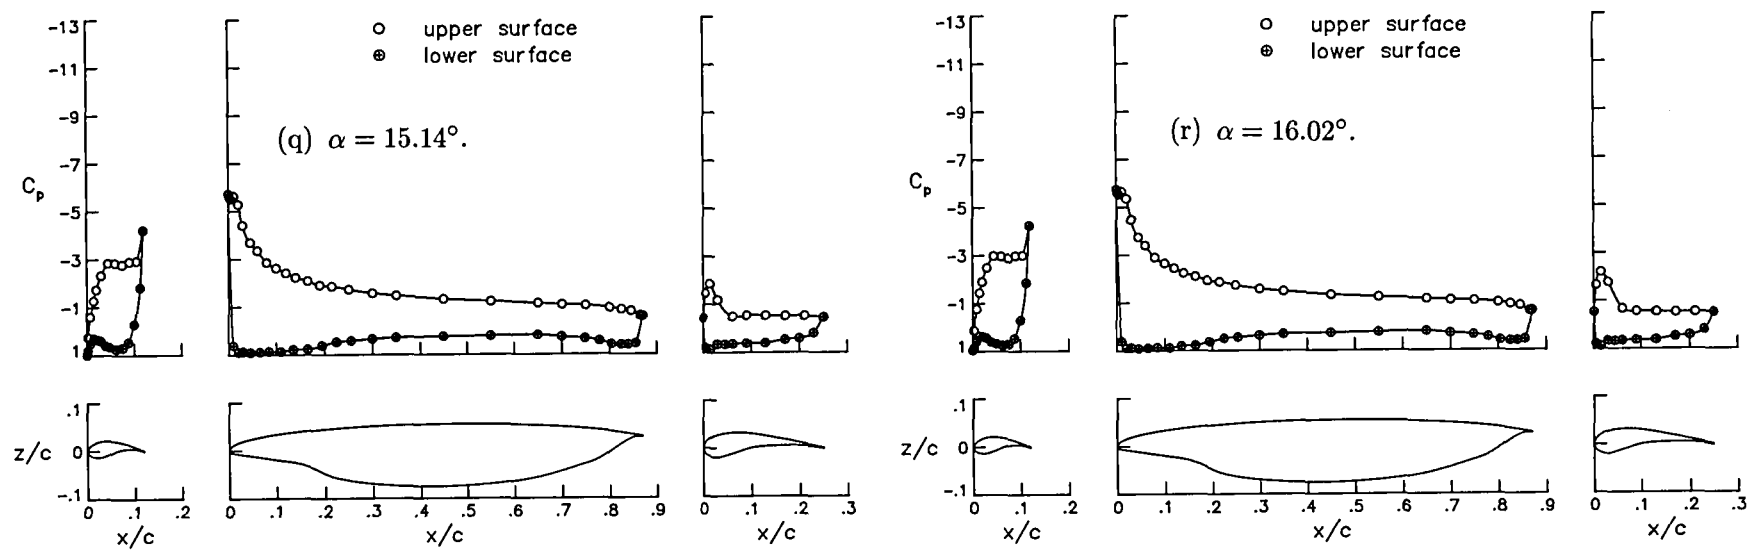 -13
-11
-9
-7
-5
-3
-1
1
Cp
upper surface
lower surface
(q) α = 15.14°.
.1
0
-.1
z/c
0 .1 .2
x/c
0 .1 .2 .3 .4 .5 .6 .7 .8 .9
x/c
0 .1 .2 .3
x/c
-13
-11
-9
-7
-5
-3
-1
1
Cp
upper surface
lower surface
(r) α = 16.02°.
.1
0
-.1
z/c
0 .1 .2
x/c
0 .1 .2 .3 .4 .5 .6 .7 .8 .9
x/c
0 .1 .2 .3
x/c